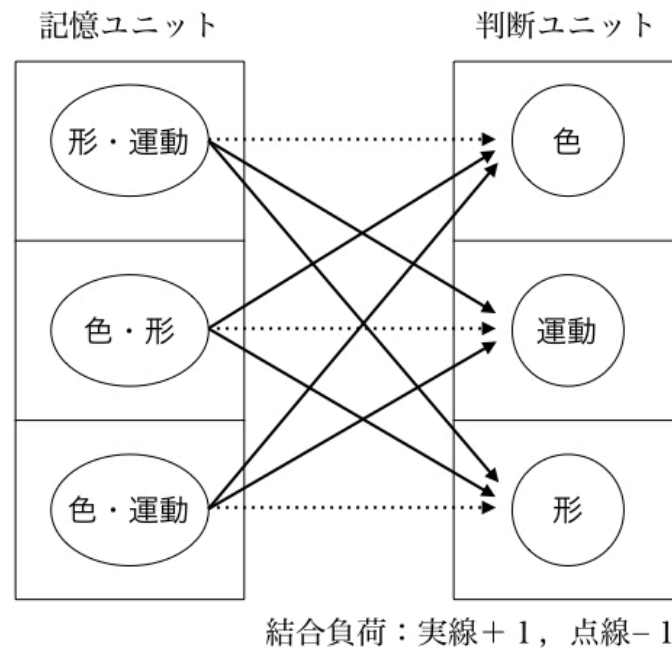 記憶ユニット
判断ユニット
形・運動
色
色・形
運動
色・運動
形
結合負荷：実線＋1，点線−1